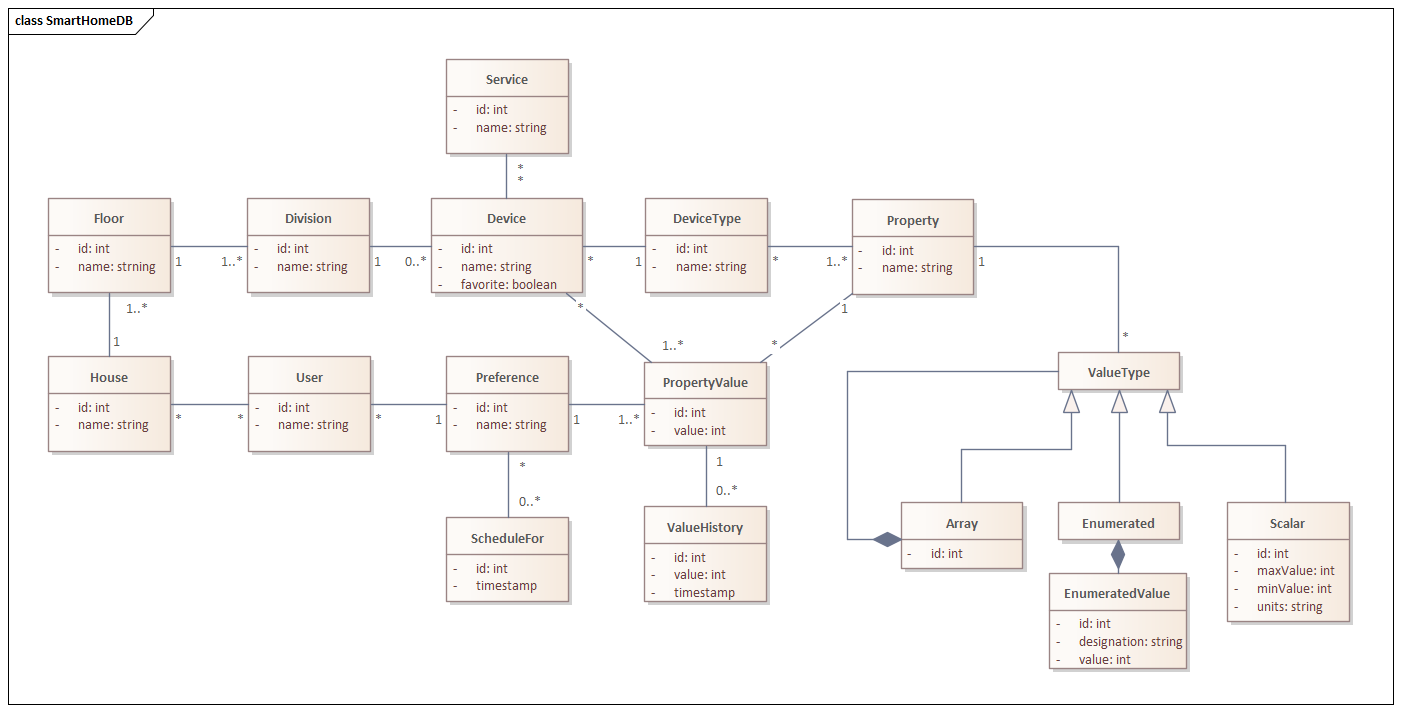 class SmartHomeDB
Service
- id: int
- name: string
*
*
Floor
- id: int
- name: strning
1
1..*
Division
- id: int
- name: string
1
0..*
Device
- id: int
- name: string
- favorite: boolean
*
1
DeviceType
- id: int
- name: string
*
1..*
Property
- id: int
- name: string
1
*
1..*
1
*
1..*
1
*
House
- id: int
- name: string
*
*
User
- id: int
- name: string
*
1
Preference
- id: int
- name: string
1
1..*
PropertyValue
- id: int
- value: int
ValueType
*
0..*
1
0..*
ScheduleFor
- id: int
- timestamp
ValueHistory
- id: int
- value: int
- timestamp
Array
- id: int
Enumerated
Scalar
- id: int
- maxValue: int
- minValue: int
- units: string
EnumeratedValue
- id: int
- designation: string
- value: int